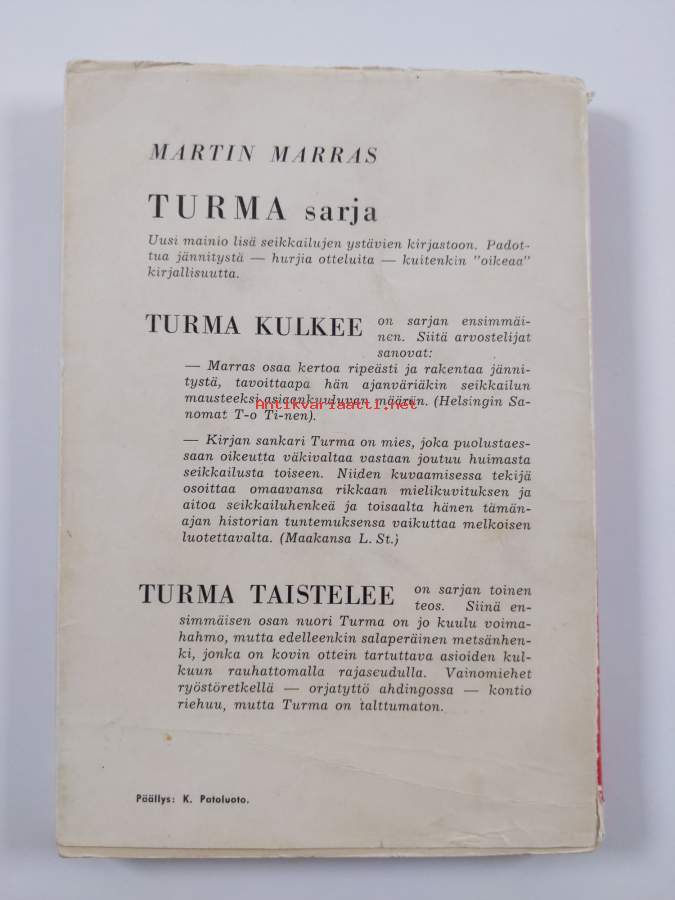 MARTIN MARRAS
TURMA sarja
Uusi mainio lisä seikkailujen ystävien kirjastoon. Padot-
tua jännitystä — hurjia otteluita — kuitenkin "oikeaa"
kirjallisuutta.
TURMA KULKEE on sarjan ensimmäi-
nen. Siitä arvostelijat
sanovat:
— Marras osaa kertoa ripeästi ja rakentaa jänni-
tystä, tavoittaapa hän ajanväriäkin seikkailun
mausteeksi asiaankuuluvan määrän. (Helsingin Sa-
Antikvariaatti.net
nomat T-o Ti-nen).
— Kirjan sankari Turma on mies, joka puolustaes-
saan oikeutta väkivaltaa vastaan joutuu huimasta
seikkailusta toiseen. Niiden kuvaamisessa tekijä
osoittaa omaavansa rikkaan mielikuvituksen ja
aitoa seikkailuhenkeä ja toisaalta hänen tämän-
ajan historian tuntemuksensa vaikuttaa melkoisen
luotettavalta. (Maakansa L. St.)
TURMA TAISTELEE on sarjan toinen
teos. Siinä en-
simmäisen osan nuori Turma on jo kuulu voima-
hahmo, mutta edelleenkin salaperäinen metsänhen-
ki, jonka on kovin ottein tartuttava asioiden kul-
kuun rauhattomalla rajaseudulla. Vainomiehet
ryöstöretkellä — orjatyttö ahdingossa — kontio
riehuu, mutta Turma on talttumaton.
Päällys: K. Patoluoto.